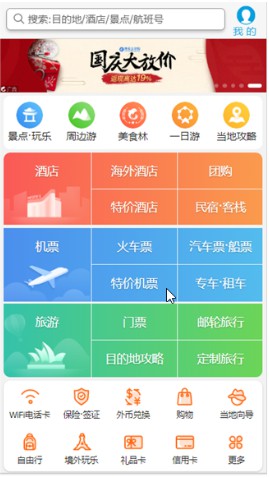 搜索:目的地/酒店/景点/航班号
我的
国庆大放价
广告
景点·玩乐 周边游 美食林 一日游 当地攻略
酒店 海外酒店 团购
特价酒店 民宿·客栈
机票 火车票 汽车票·船票
特价机票 专车·租车
旅游 门票 邮轮旅行
目的地攻略 定制旅行
WiFi电话卡 保险·签证 外币兑换 购物 当地向导
自由行 境外玩乐 礼品卡 信用卡 更多